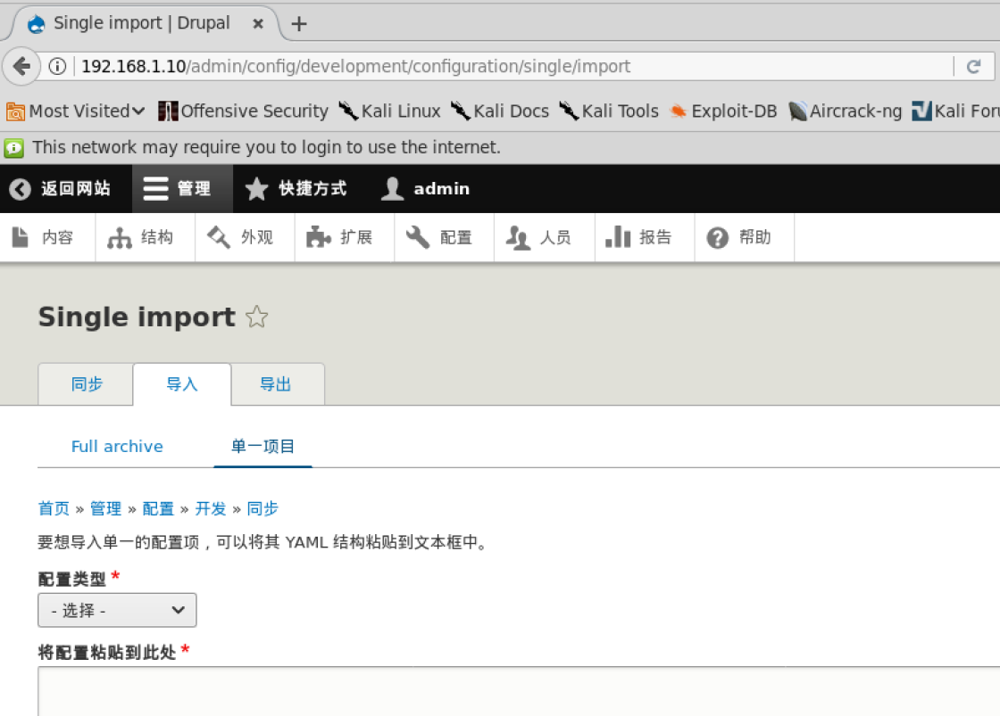 Single import | Drupal
192.168.1.10/admin/config/development/configuration/single/import
Most Visited Offensive Security Kali Linux Kali Docs Kali Tools Exploit-DB Aircrack-ng Kali For
This network may require you to login to use the internet.
返回网站 管理 快捷方式 admin
内容 结构 外观 扩展 配置 人员 报告 帮助
Single import
同步 导入 导出
Full archive 单一项目
首页 » 管理 » 配置 » 开发 » 同步
要想导入单一的配置项，可以将其 YAML 结构粘贴到文本框中。
配置类型 *
- 选择 -
将配置粘贴到此处 *